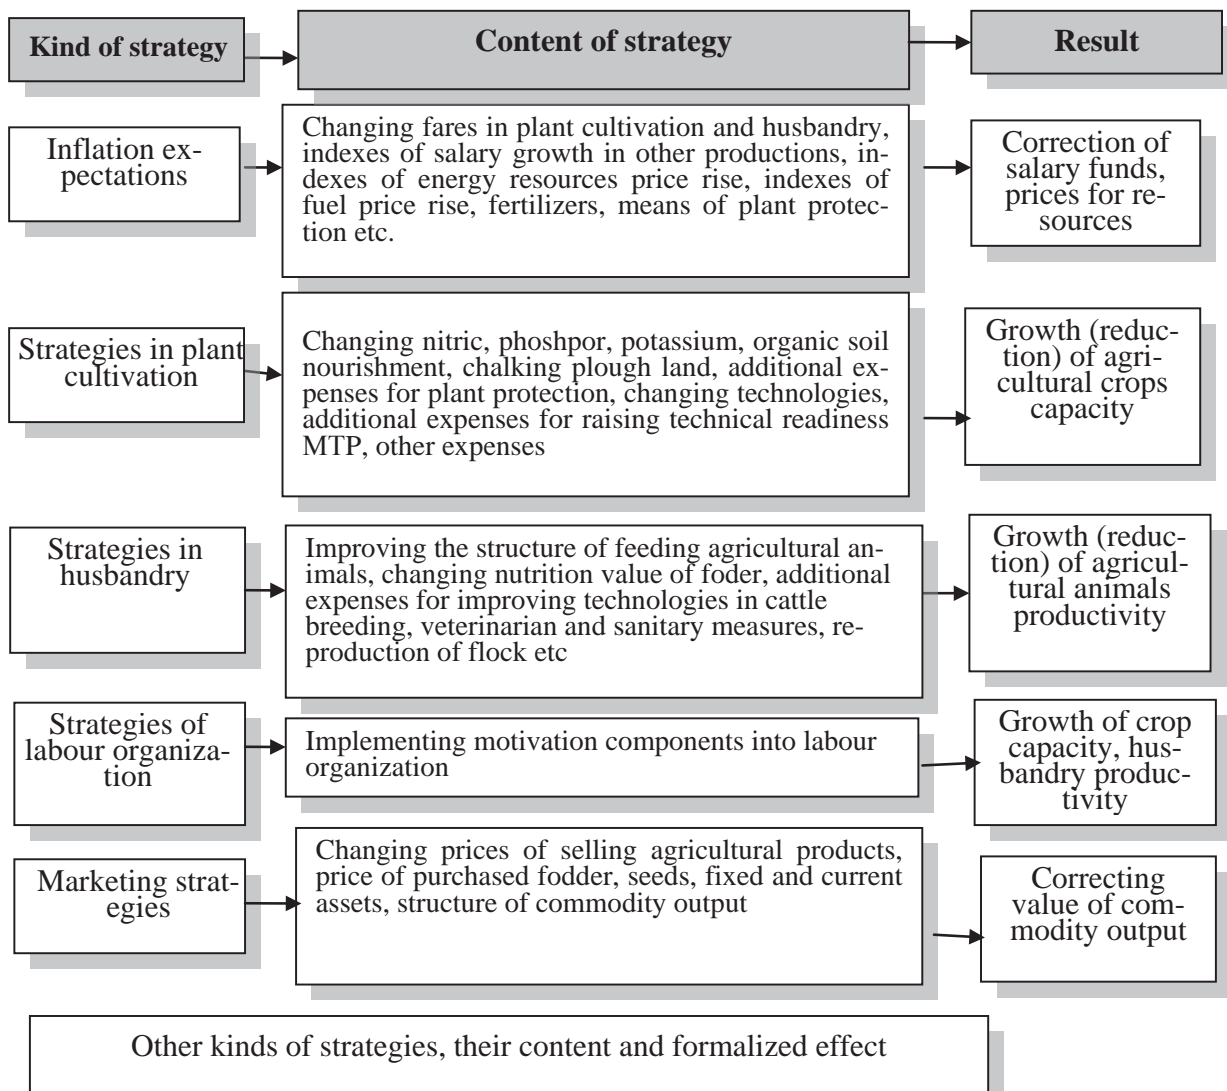 Kind of strategy
Content of strategy
Result
Inflation ex-
pectations
Changing fares in plant cultivation and husbandry,
indexes of salary growth in other productions, in-
dexes of energy resources price rise, indexes of
fuel price rise, fertilizers, means of plant protec-
tion etc.
Correction of
salary funds,
prices for re-
sources
Strategies in plant
cultivation
Changing nitric, phoshpor, potassium, organic soil
nourishment, chalking plough land, additional ex-
penses for plant protection, changing technologies,
additional expenses for raising technical readiness
MTP, other expenses
Growth (reduc-
tion) of agri-
cultural crops
capacity
Strategies in
husbandry
Improving the structure of feeding agricultural an-
imals, changing nutrition value of foder, additional
expenses for improving technologies in cattle
breeding, veterinarian and sanitary measures, re-
production of flock etc
Growth (reduc-
tion) of agricul-
tural animals
productivity
Strategies of
labour organiza-
tion
Implementing motivation components into labour
organization
Growth of crop
capacity, hus-
bandry produc-
tivity
Marketing strat-
egies
Changing prices of selling agricultural products,
price of purchased fodder, seeds, fixed and current
assets, structure of commodity output
Correcting
value of com-
modity output
Other kinds of strategies, their content and formalized effect